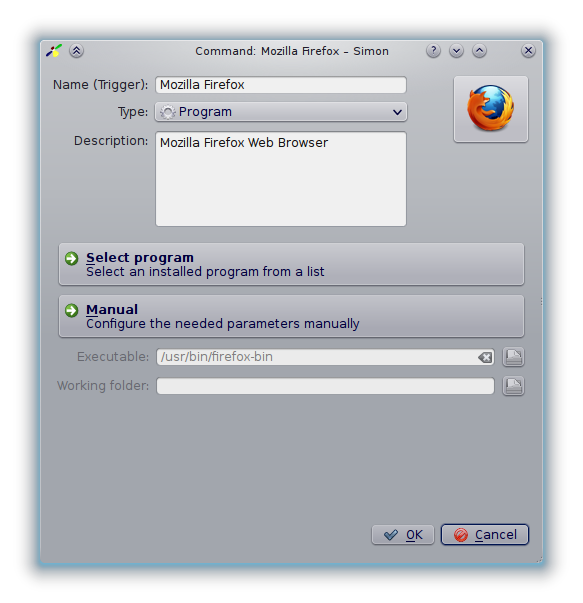 Command: Mozilla Firefox – Simon
Name (Trigger): Mozilla Firefox
Type: Program
Description: Mozilla Firefox Web Browser
Select program
Select an installed program from a list
Manual
Configure the needed parameters manually
Executable: /usr/bin/firefox-bin
Working folder:
OK Cancel